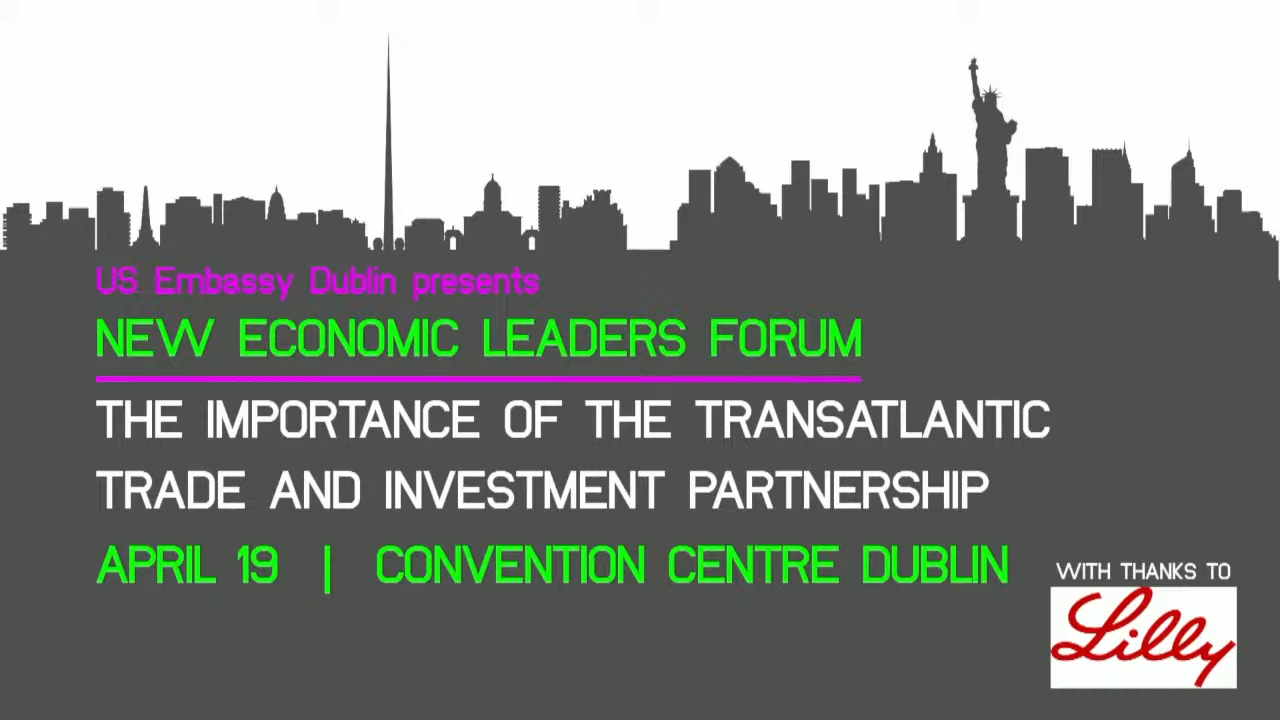 US Embassy Dublin presents
NEW ECONOMIC LEADERS FORUM
THE IMPORTANCE OF THE TRANSATLANTIC
TRADE AND INVESTMENT PARTNERSHIP
APRIL 19 | CONVENTION CENTRE DUBLIN
WITH THANKS TO
Lilly